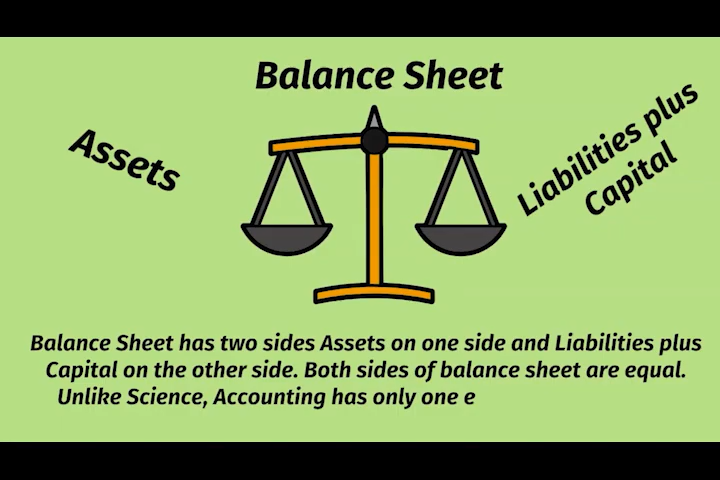 Balance Sheet
Assets
Liabilities plus
Capital
Balance Sheet has two sides Assets on one side and Liabilities plus
Capital on the other side. Both sides of balance sheet are equal.
Unlike Science, Accounting has only one e